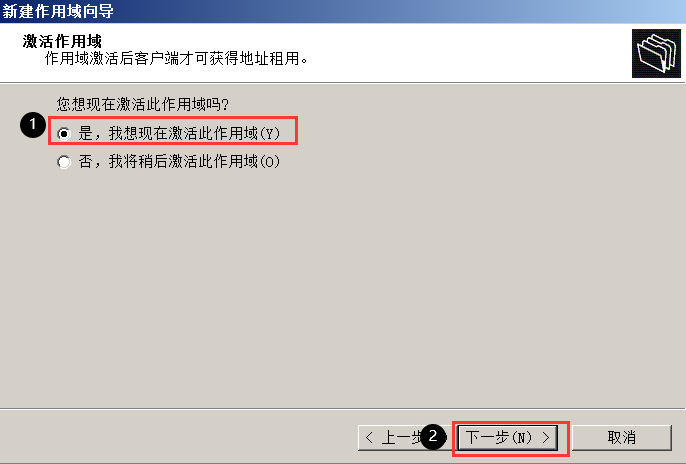 新建作用域向导
激活作用域
作用域激活后客户端才可获得地址租用。
您想现在激活此作用域吗?
1
是，我想现在激活此作用域(Y)
否，我将稍后激活此作用域(O)
< 上一步
2
下一步(N) >
取消